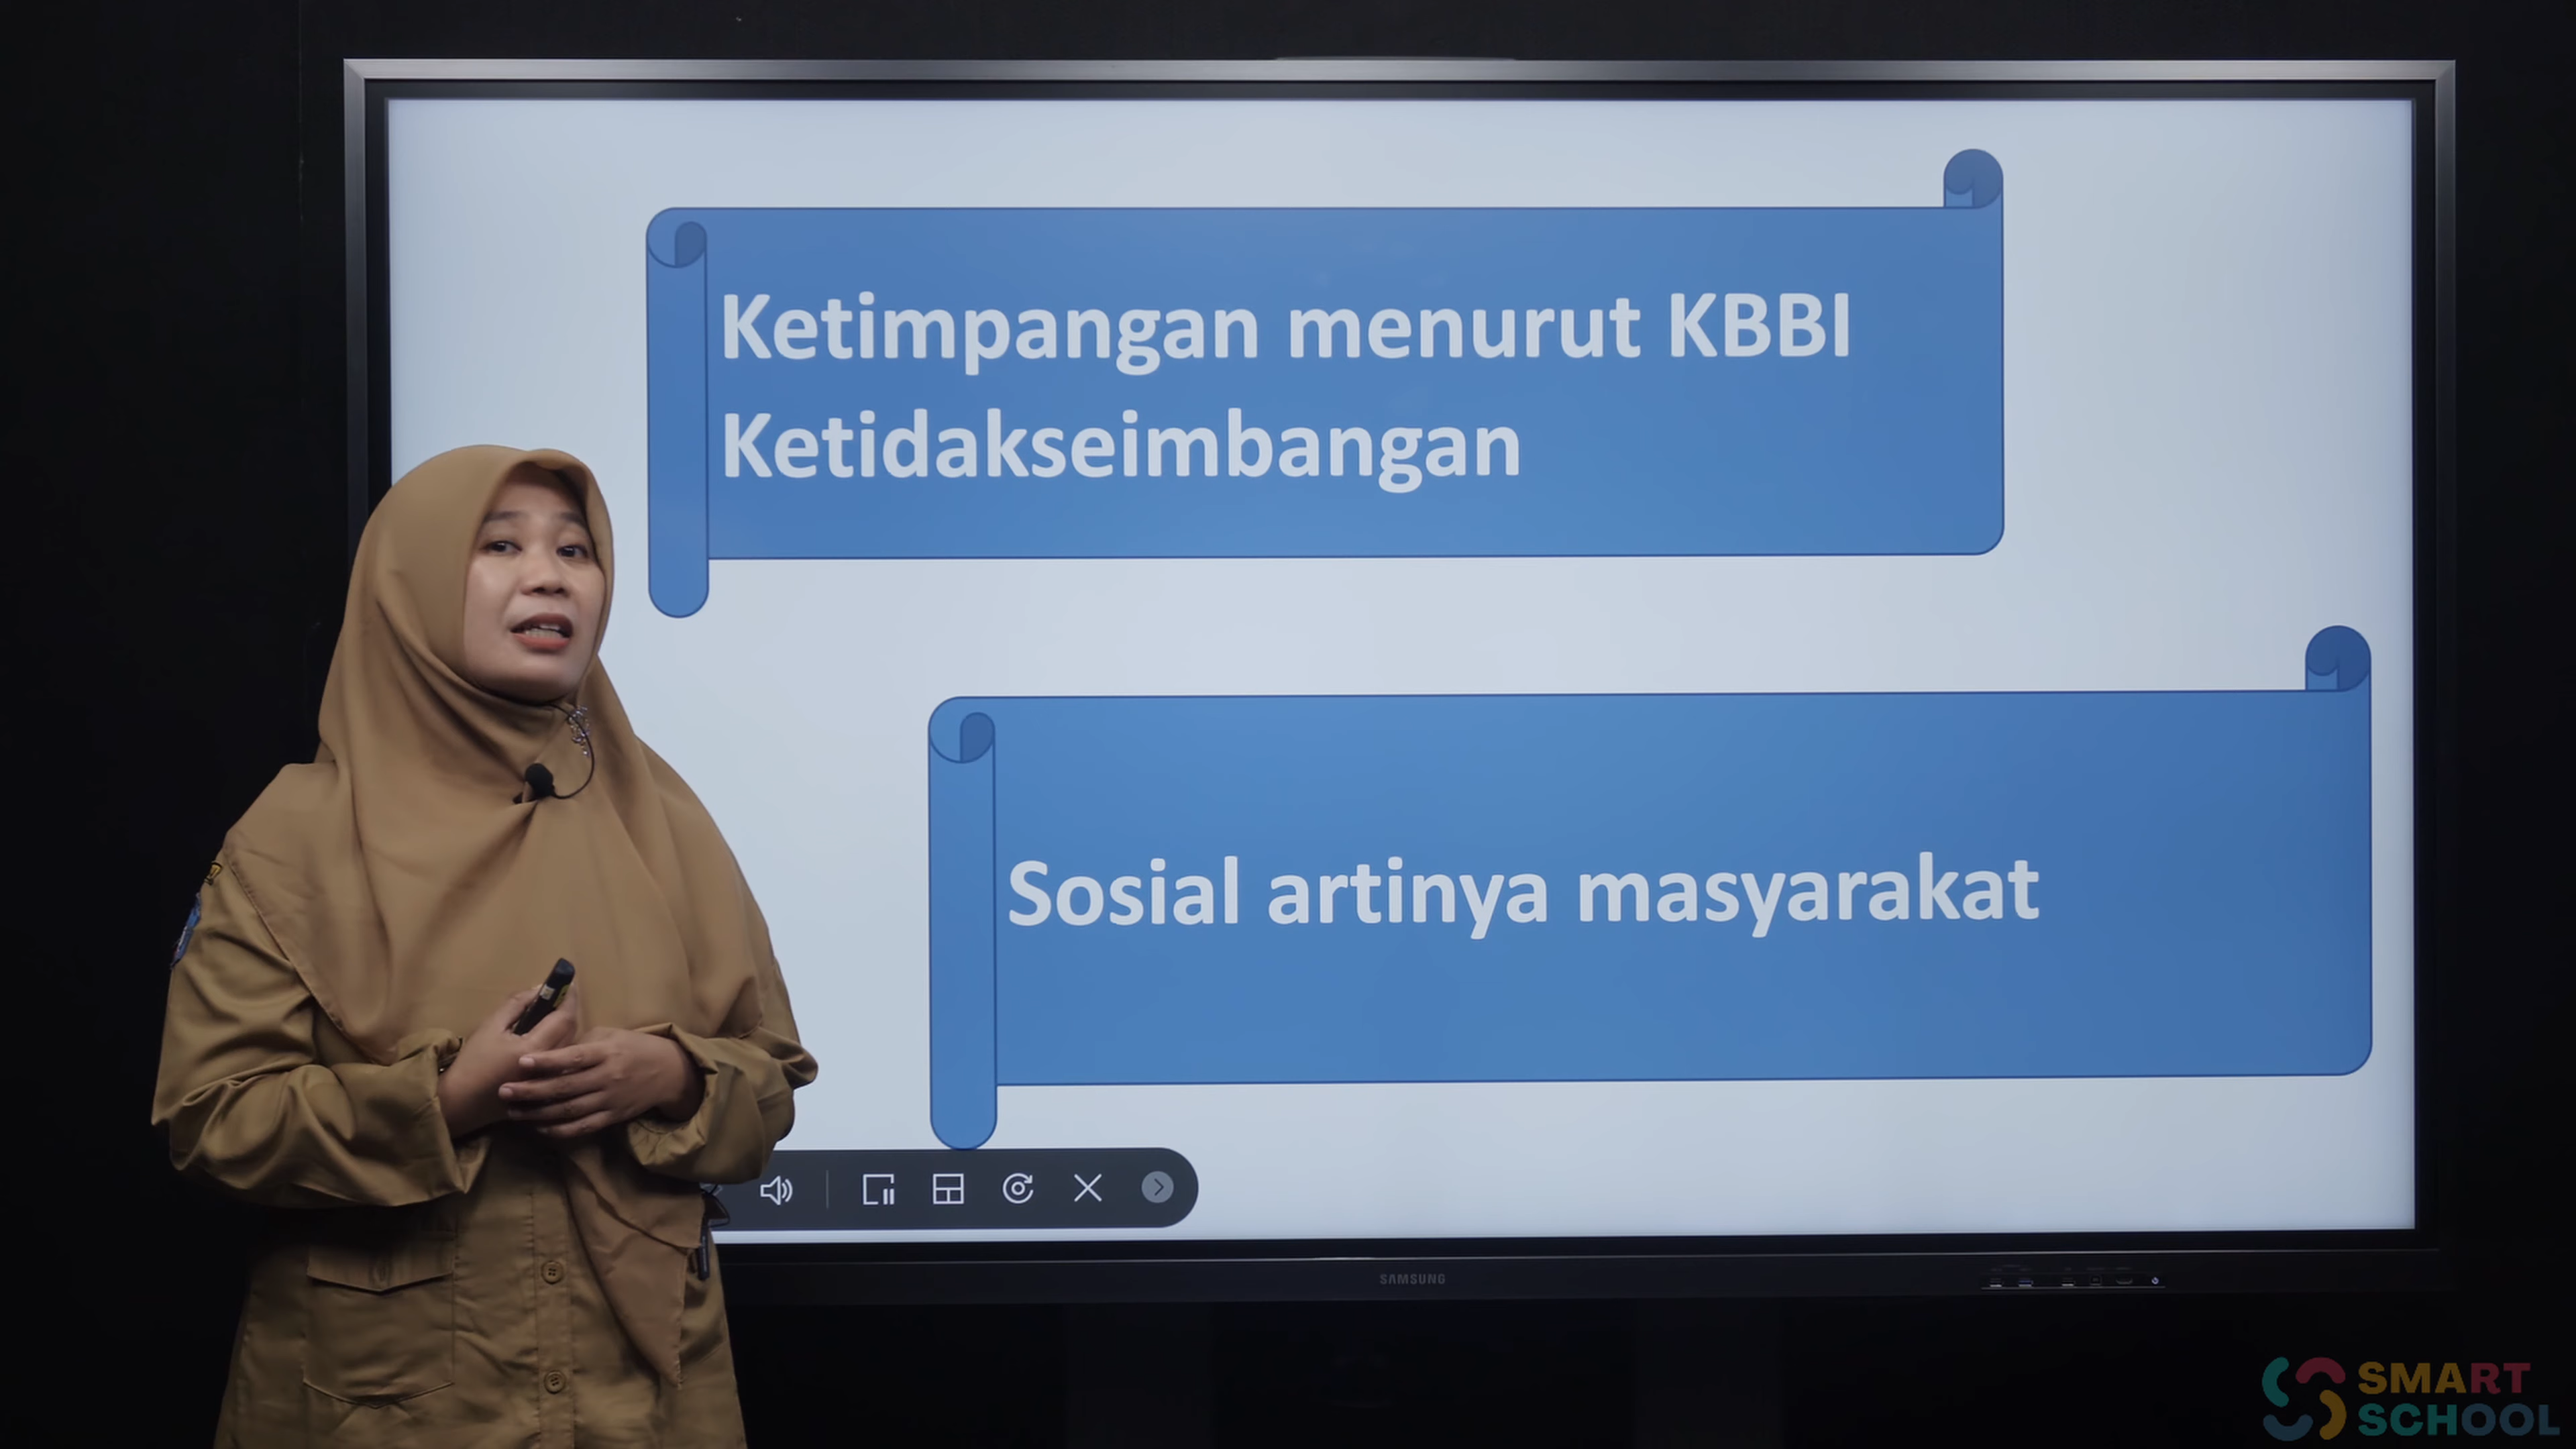 Ketimpangan menurut KBBI
Ketidakseimbangan
Sosial artinya masyarakat
SAMSUNG
SMART
SCHOOL